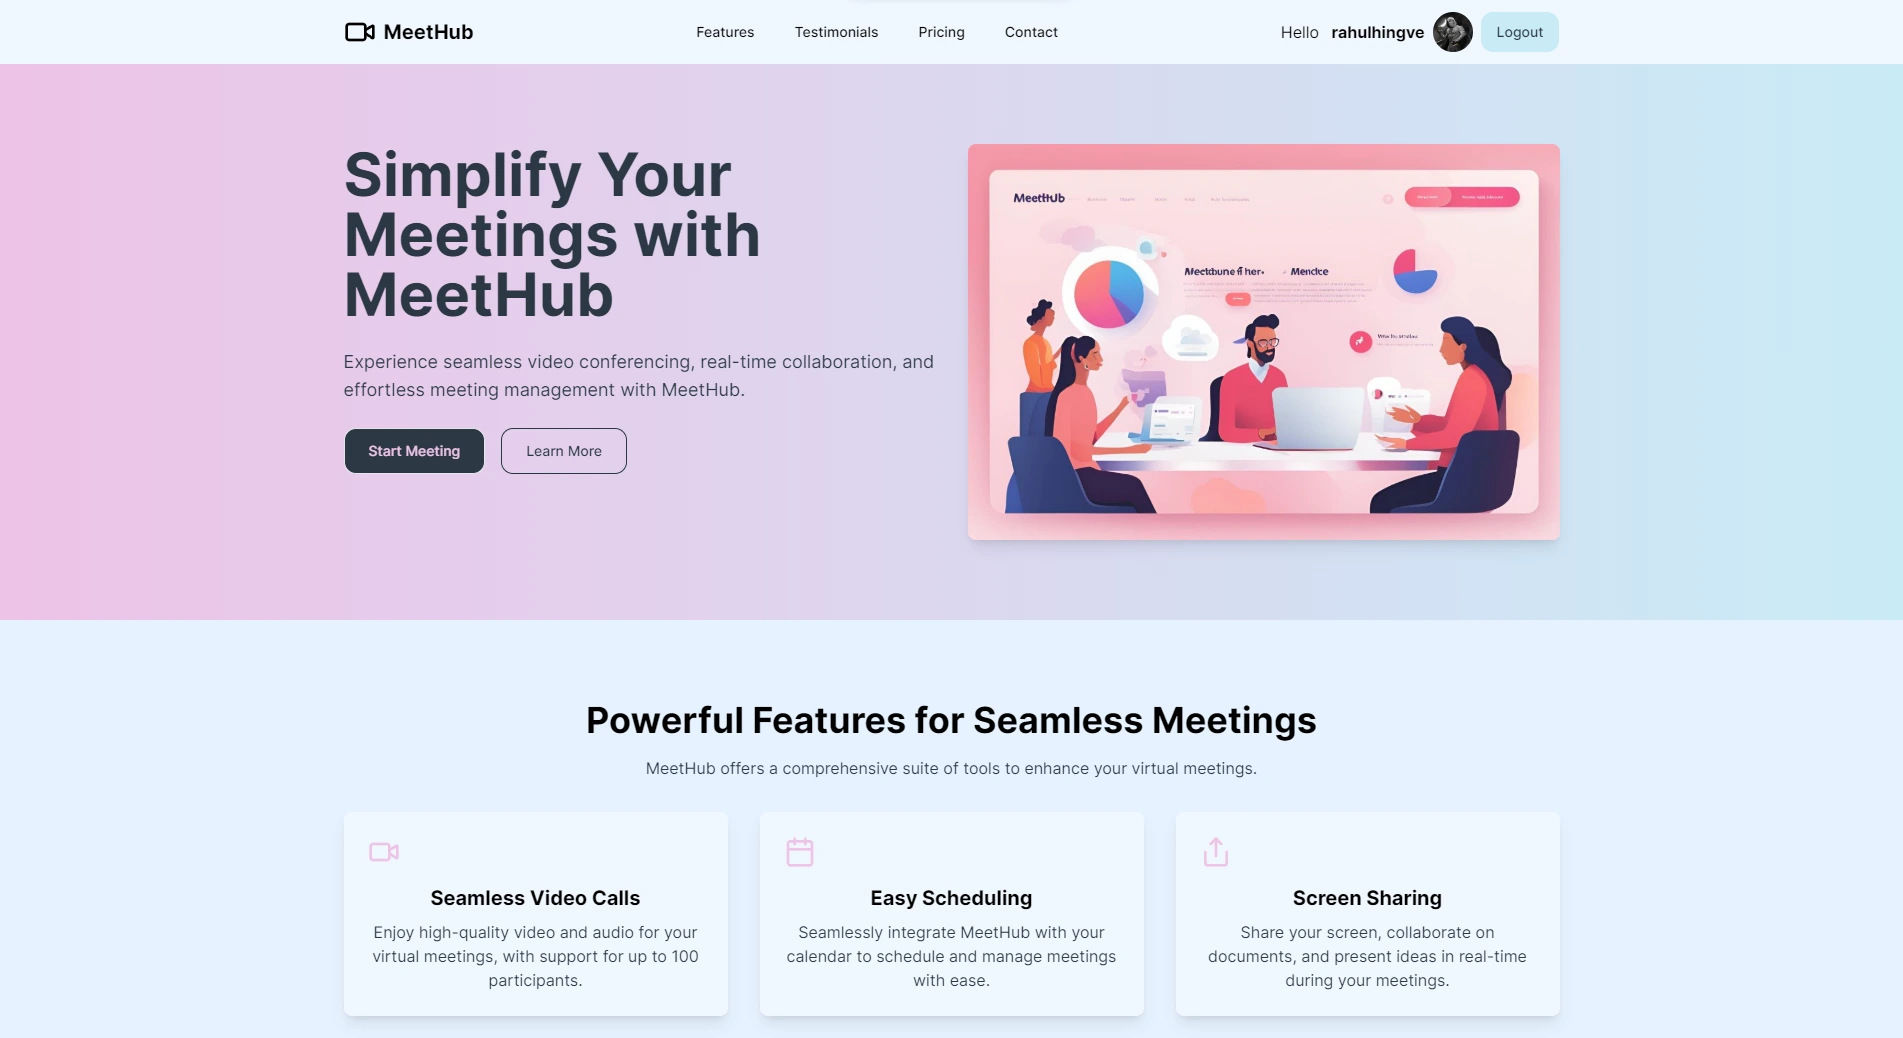 MeetHub
Features Testimonials Pricing Contact
Hello rahulhingve
Logout
Simplify Your
Meetings with
MeetHub
Experience seamless video conferencing, real-time collaboration, and
effortless meeting management with MeetHub.
Start Meeting
Learn More
MeetHub
Powerful Features for Seamless Meetings
MeetHub offers a comprehensive suite of tools to enhance your virtual meetings.
Seamless Video Calls
Enjoy high-quality video and audio for your
virtual meetings, with support for up to 100
participants.
Easy Scheduling
Seamlessly integrate MeetHub with your
calendar to schedule and manage meetings
with ease.
Screen Sharing
Share your screen, collaborate on
documents, and present ideas in real-time
during your meetings.